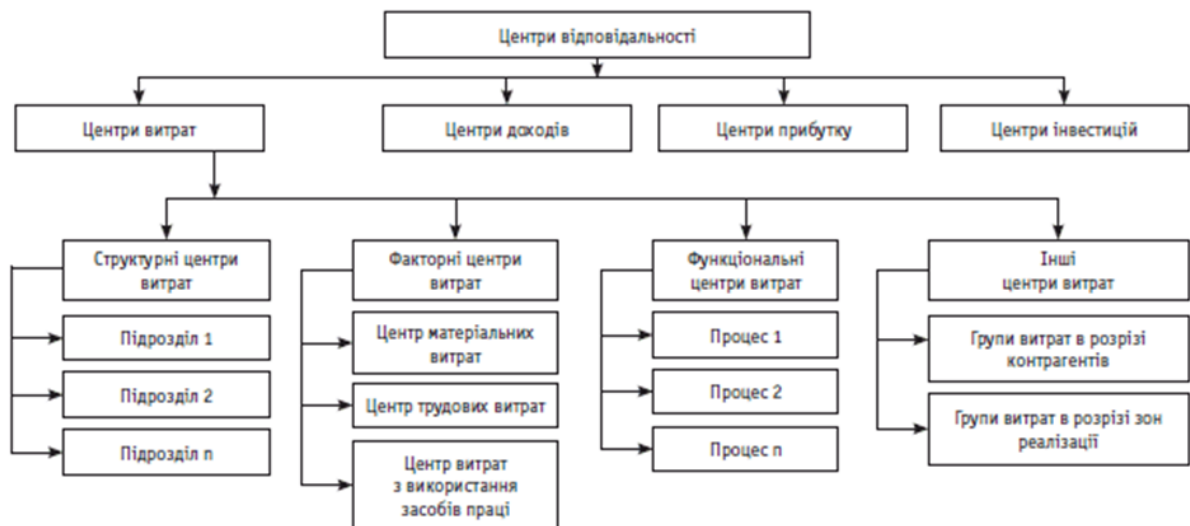 Центри відповідальності
Центри витрат
Центри доходів
Центри прибутку
Центри інвестицій
Структурні центри
витрат
Підрозділ 1
Підрозділ 2
Підрозділ n
Факторні центри
витрат
Центр матеріальних
витрат
Центр трудових витрат
Центр витрат
з використання
засобів праці
Функціональні
центри витрат
Процес 1
Процес 2
Процес n
Інші
центри витрат
Групи витрат в розрізі
контрагентів
Групи витрат в розрізі зон
реалізації